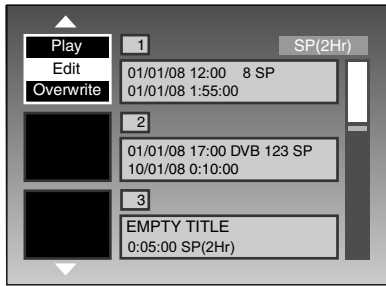 Play
Edit
Overwrite
1
SP(2Hr)
01/01/08 12:00 8 SP
01/01/08 1:55:00
2
01/01/08 17:00 DVB 123 SP
10/01/08 0:10:00
3
EMPTY TITLE
0:05:00 SP(2Hr)